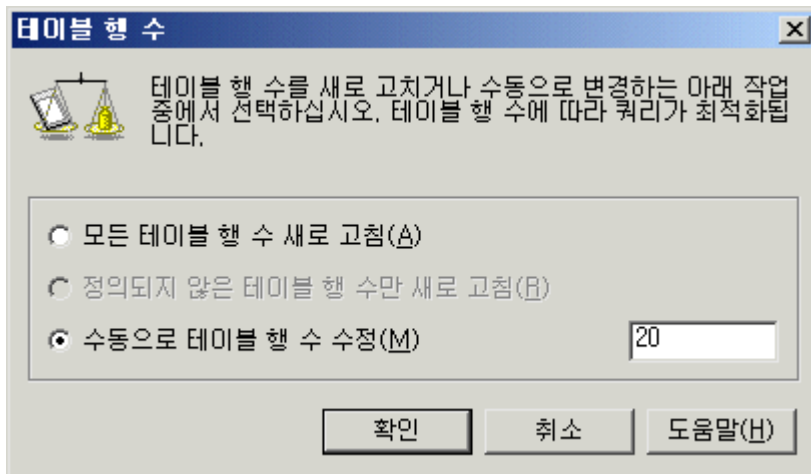 테이블 행 수
테이블 행 수를 새로 고치거나 수동으로 변경하는 아래 작업
중에서 선택하십시오. 테이블 행 수에 따라 쿼리가 최적화됩
니다.
모든 테이블 행 수 새로 고침(A)
정의되지 않은 테이블 행 수만 새로 고침(R)
수동으로 테이블 행 수 수정(M) 20
확인 취소 도움말(H)